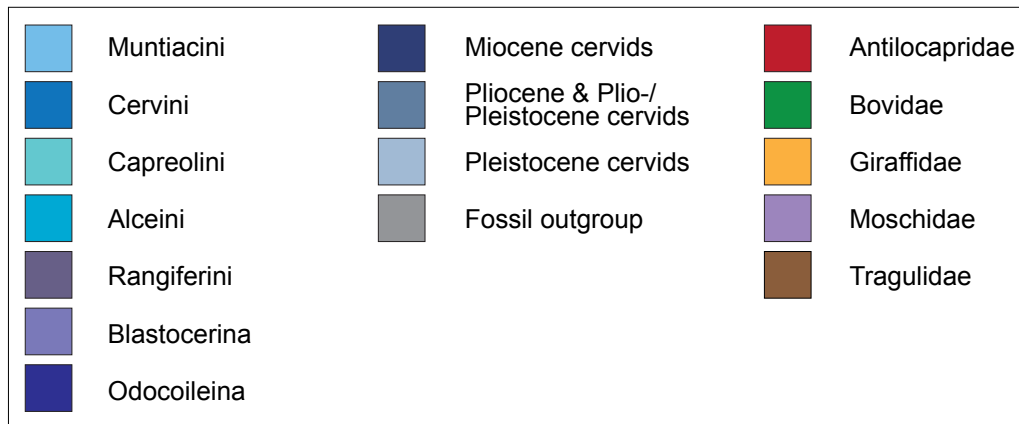 Muntiacini
Cervini
Capreolini
Alceini
Rangiferini
Blastocerina
Odocoileina
Miocene cervids
Pliocene & Plio-/
Pleistocene cervids
Pleistocene cervids
Fossil outgroup
Antilocapridae
Bovidae
Giraffidae
Moschidae
Tragulidae